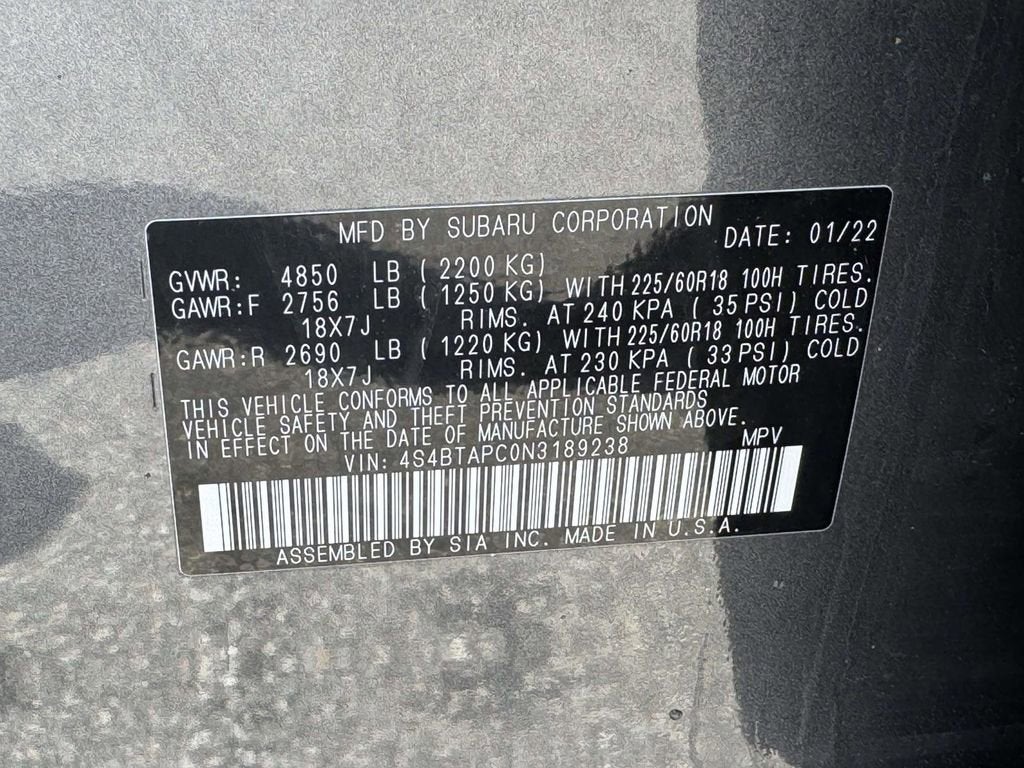 MFD BY SUBARU CORPORATION DATE: 01/22
GVWR: 4850 LB ( 2200 KG)
GAWR:F 2756 LB ( 1250 KG) WITH 225/60R18 100H TIRES.
18X7J RIMS. AT 240 KPA ( 35 PSI) COLD
GAWR:R 2690 LB ( 1220 KG) WITH 225/60R18 100H TIRES.
18X7J RIMS. AT 230 KPA ( 33 PSI) COLD
THIS VEHICLE CONFORMS TO ALL APPLICABLE FEDERAL MOTOR
VEHICLE SAFETY AND THEFT PREVENTION STANDARDS
IN EFFECT ON THE DATE OF MANUFACTURE SHOWN ABOVE.
VIN: 4S4BTAPC0N3189238 MPV
ASSEMBLED BY SIA, INC. MADE IN U.S.A.